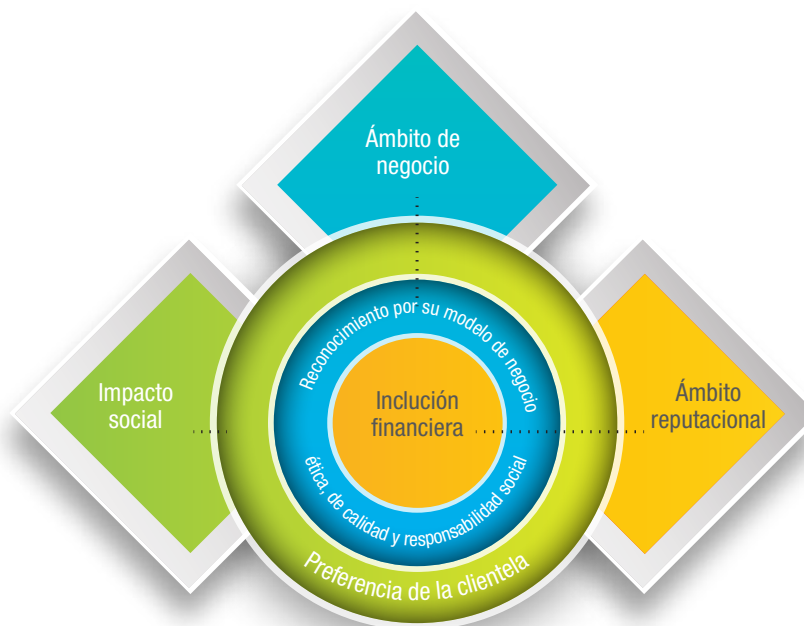 Ámbito de
negocio
Impacto
social
Reconocimiento por su modelo de negocio
Inclución
financiera
ética, de calidad y responsabilidad social
Preferencia de la clientela
Ámbito
reputacional